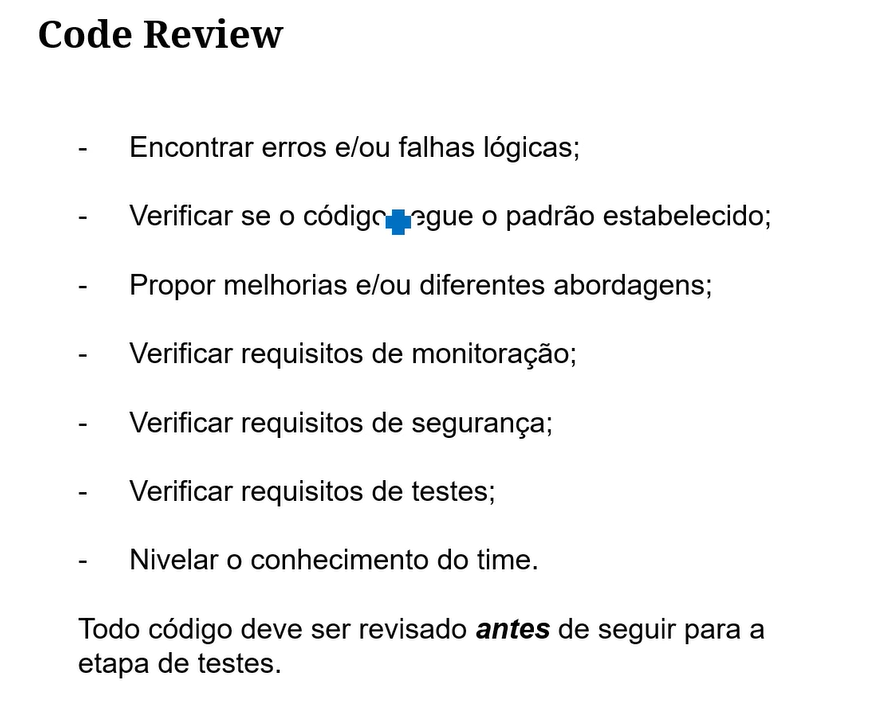 Code Review
- Encontrar erros e/ou falhas lógicas;
- Verificar se o código segue o padrão estabelecido;
- Propor melhorias e/ou diferentes abordagens;
- Verificar requisitos de monitoração;
- Verificar requisitos de segurança;
- Verificar requisitos de testes;
- Nivelar o conhecimento do time.
Todo código deve ser revisado antes de seguir para a
etapa de testes.